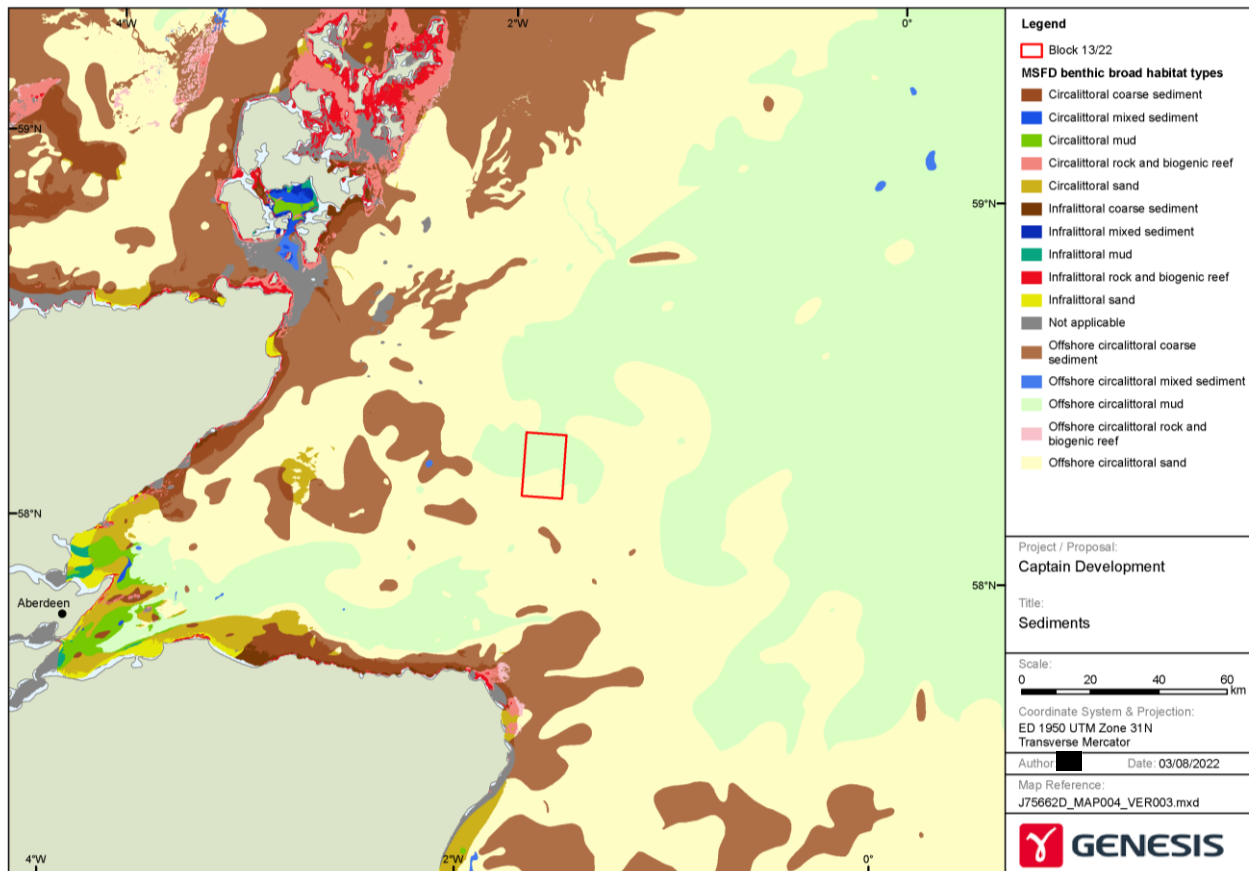 4°W
2°W
0°
59°N
59°N
58°N
58°N
Aberdeen
4°W
2°W
0°
Legend
Block 13/22
MSFD benthic broad habitat types
Circalittoral coarse sediment
Circalittoral mixed sediment
Circalittoral mud
Circalittoral rock and biogenic reef
Circalittoral sand
Infralittoral coarse sediment
Infralittoral mixed sediment
Infralittoral mud
Infralittoral rock and biogenic reef
Infralittoral sand
Not applicable
Offshore circalittoral coarse
sediment
Offshore circalittoral mixed sediment
Offshore circalittoral mud
Offshore circalittoral rock and
biogenic reef
Offshore circalittoral sand
Project / Proposal:
Captain Development
Title:
Sediments
Scale:
0 20 40 60
km
Coordinate System & Projection:
ED 1950 UTM Zone 31N
Transverse Mercator
Author: Date: 03/08/2022
Map Reference:
J75662D_MAP004_VER003.mxd
GENESIS